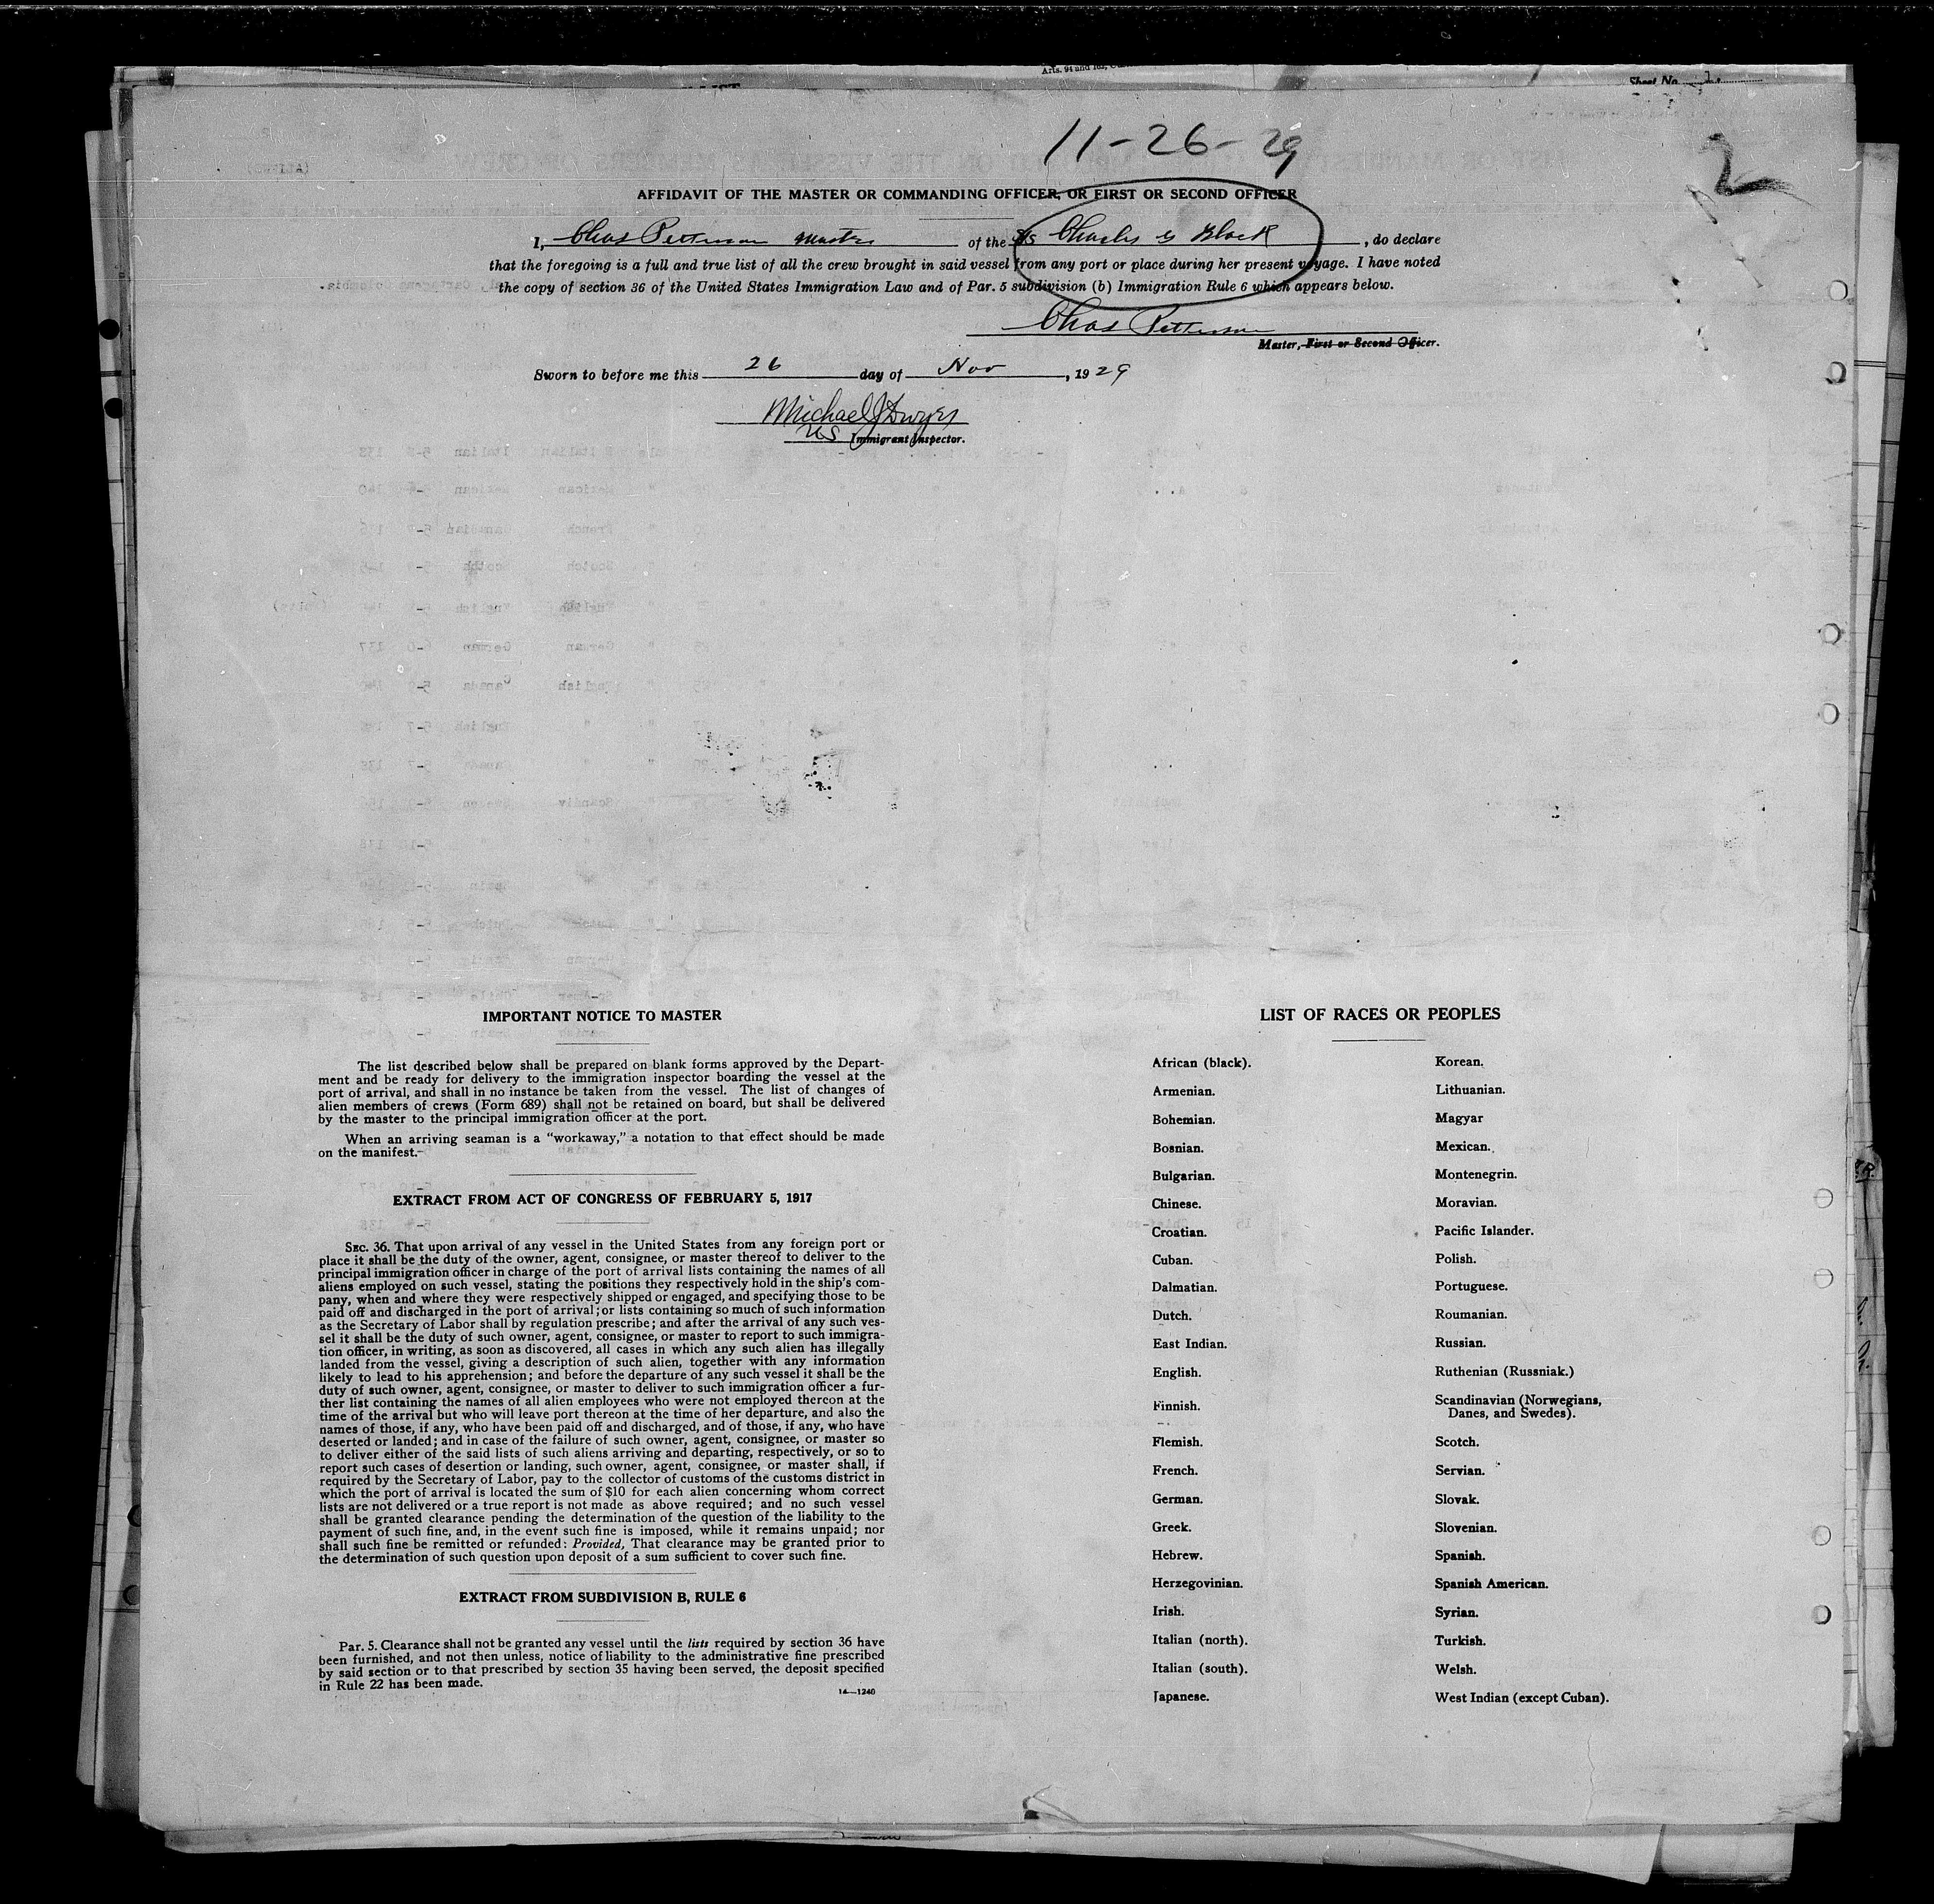 Sheet No. 1
11-26-29
2
AFFIDAVIT OF THE MASTER OR COMMANDING OFFICER, OR FIRST OR SECOND OFFICER
I, Chas Petterson Master of the SS Charles G Black, do declare
that the foregoing is a full and true list of all the crew brought in said vessel from any port or place during her present voyage. I have noted
the copy of section 36 of the United States Immigration Law and of Par. 5 subdivision (b) Immigration Rule 6 which appears below.
Chas Petterson
Master, First or Second Officer.
Sworn to before me this 26 day of Nov, 1929
Michael J Dwyer
US Immigrant Inspector.
IMPORTANT NOTICE TO MASTER
The list described below shall be prepared on blank forms approved by the Depart-
ment and be ready for delivery to the immigration inspector boarding the vessel at the
port of arrival, and shall in no instance be taken from the vessel. The list of changes of
alien members of crews (Form 689) shall not be retained on board, but shall be delivered
by the master to the principal immigration officer at the port.
When an arriving seaman is a "workaway," a notation to that effect should be made
on the manifest.
EXTRACT FROM ACT OF CONGRESS OF FEBRUARY 5, 1917
SEC. 36. That upon arrival of any vessel in the United States from any foreign port or
place it shall be the duty of the owner, agent, consignee, or master thereof to deliver to the
principal immigration officer in charge of the port of arrival lists containing the names of all
aliens employed on such vessel, stating the positions they respectively hold in the ship's com-
pany, when and where they were respectively shipped or engaged, and specifying those to be
paid off and discharged in the port of arrival; or lists containing so much of such information
as the Secretary of Labor shall by regulation prescribe; and after the arrival of any such ves-
sel it shall be the duty of such owner, agent, consignee, or master to report to such immigra-
tion officer, in writing, as soon as discovered, all cases in which any such alien has illegally
landed from the vessel, giving a description of such alien, together with any information
likely to lead to his apprehension; and before the departure of any such vessel it shall be the
duty of such owner, agent, consignee, or master to deliver to such immigration officer a fur-
ther list containing the names of all alien employees who were not employed thereon at the
time of the arrival but who will leave port thereon at the time of her departure, and also the
names of those, if any, who have been paid off and discharged, and of those, if any, who have
deserted or landed; and in case of the failure of such owner, agent, consignee, or master so
to deliver either of the said lists of such aliens arriving and departing, respectively, or so to
report such cases of desertion or landing, such owner, agent, consignee, or master shall, if
required by the Secretary of Labor, pay to the collector of customs of the customs district in
which the port of arrival is located the sum of $10 for each alien concerning whom correct
lists are not delivered or a true report is not made as above required; and no such vessel
shall be granted clearance pending the determination of the question of the liability to the
payment of such fine, and, in the event such fine is imposed, while it remains unpaid; nor
shall such fine be remitted or refunded: Provided, That clearance may be granted prior to
the determination of such question upon deposit of a sum sufficient to cover such fine.
EXTRACT FROM SUBDIVISION B, RULE 6
Par. 5. Clearance shall not be granted any vessel until the lists required by section 36 have
been furnished, and not then unless, notice of liability to the administrative fine prescribed
by said section or to that prescribed by section 35 having been served, the deposit specified
in Rule 22 has been made.
14—1240
LIST OF RACES OR PEOPLES
African (black).
Armenian.
Bohemian.
Bosnian.
Bulgarian.
Chinese.
Croatian.
Cuban.
Dalmatian.
Dutch.
East Indian.
English.
Finnish.
Flemish.
French.
German.
Greek.
Hebrew.
Herzegovinian.
Irish.
Italian (north).
Italian (south).
Japanese.
Korean.
Lithuanian.
Magyar
Mexican.
Montenegrin.
Moravian.
Pacific Islander.
Polish.
Portuguese.
Roumanian.
Russian.
Ruthenian (Russniak.)
Scandinavian (Norwegians,
Danes, and Swedes).
Scotch.
Servian.
Slovak.
Slovenian.
Spanish.
Spanish American.
Syrian.
Turkish.
Welsh.
West Indian (except Cuban).